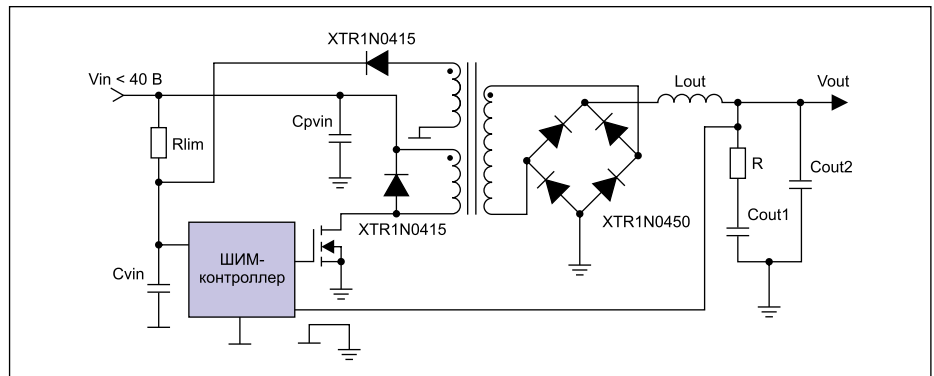 XTR1N0415
Vin < 40 В
Lout
Vout
Cpvin
Rlim
R
Cout2
XTR1N0415
XTR1N0450
Cout1
ШИМ-
контроллер
Cvin